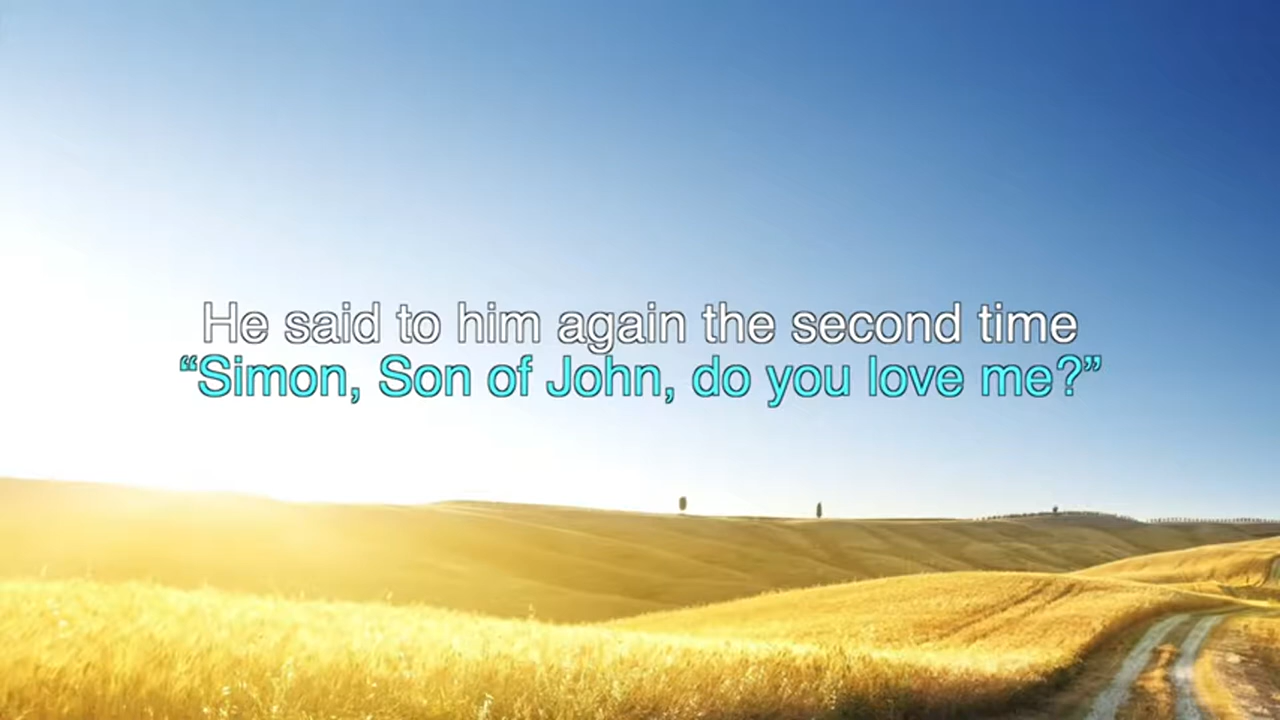 He said to him again the second time
“Simon, Son of John, do you love me?”